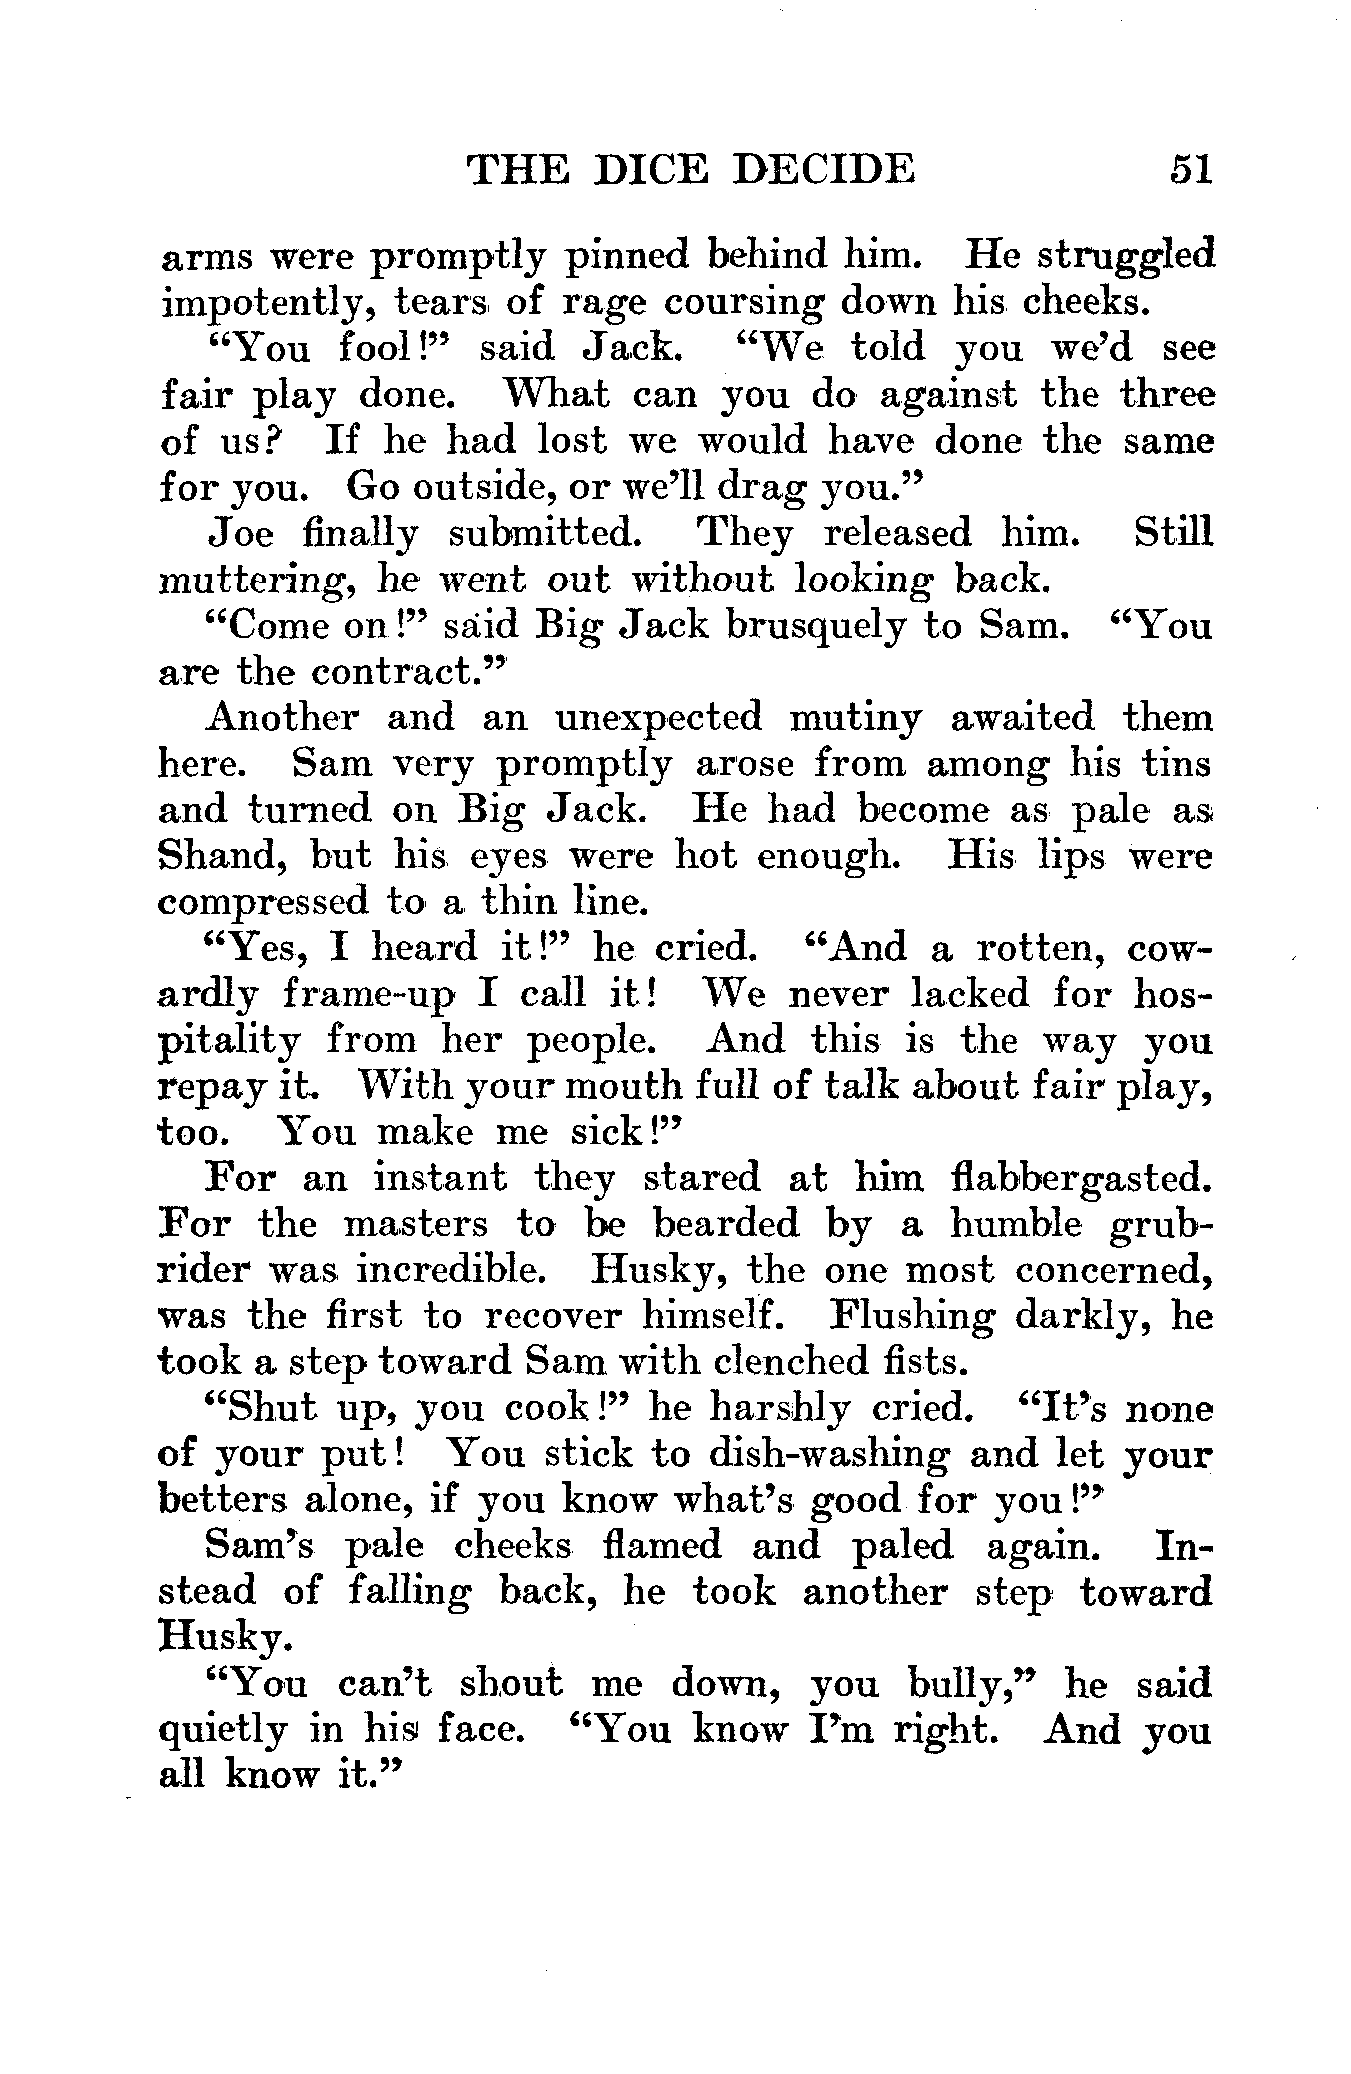 THE DICE DECIDE 51
arms were promptly pinned behind him. He struggled
impotently, tears of rage coursing down his cheeks.
“You fool!” said Jack. “We told you we’d see
fair play done. What can you do against the three
of us? If he had lost we would have done the same
for you. Go outside, or we’ll drag you.”
Joe finally submitted. They released him. Still
muttering, he went out without looking back.
“Come on!” said Big Jack brusquely to Sam. “You
are the contract.”
Another and an unexpected mutiny awaited them
here. Sam very promptly arose from among his tins
and turned on Big Jack. He had become as pale as
Shand, but his eyes were hot enough. His lips were
compressed to a thin line.
“Yes, I heard it!” he cried. “And a rotten, cow-
ardly frame-up I call it! We never lacked for hos-
pitality from her people. And this is the way you
repay it. With your mouth full of talk about fair play,
too. You make me sick!”
For an instant they stared at him flabbergasted.
For the masters to be bearded by a humble grub-
rider was incredible. Husky, the one most concerned,
was the first to recover himself. Flushing darkly, he
took a step toward Sam with clenched fists.
“Shut up, you cook!” he harshly cried. “It’s none
of your put! You stick to dish-washing and let your
betters alone, if you know what’s good for you!”
Sam’s pale cheeks flamed and paled again. In-
stead of falling back, he took another step toward
Husky.
“You can’t shout me down, you bully,” he said
quietly in his face. “You know I’m right. And you
all know it.”